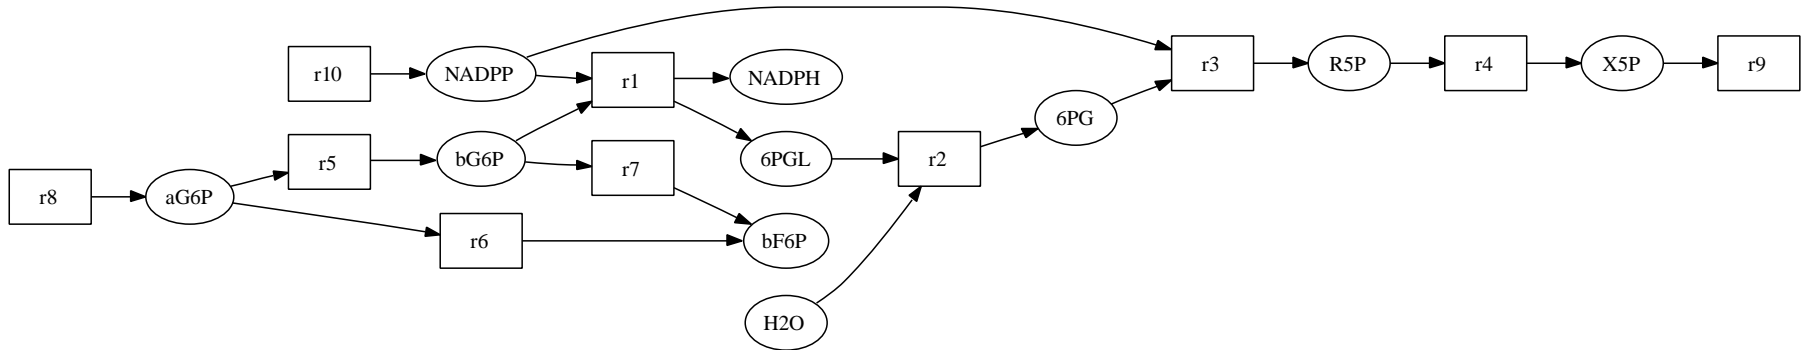 r10
NADPP
r1
NADPH
r3
R5P
r4
X5P
r9
6PG
r5
bG6P
r7
6PGL
r2
r8
aG6P
r6
bF6P
H2O